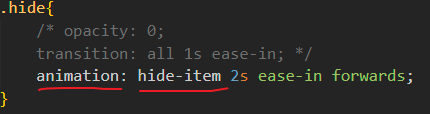 .hide{
/* opacity: 0;
transition: all 1s ease-in; */
animation: hide-item 2s ease-in forwards;
}